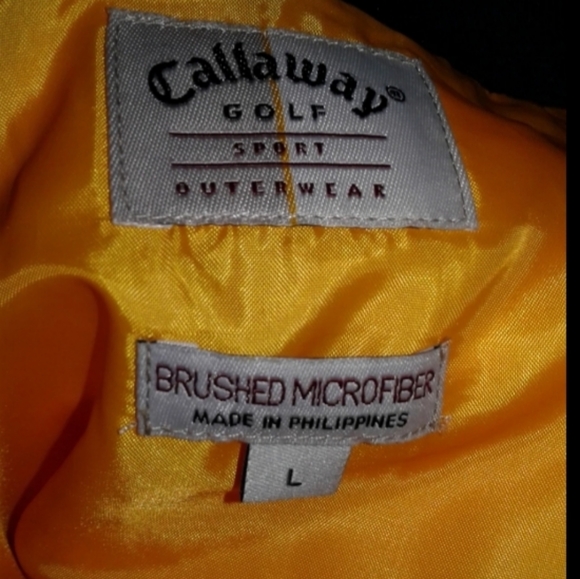 Callaway®
GOLF
SPORT
OUTERWEAR
BRUSHED MICROFIBER
MADE IN PHILIPPINES
L